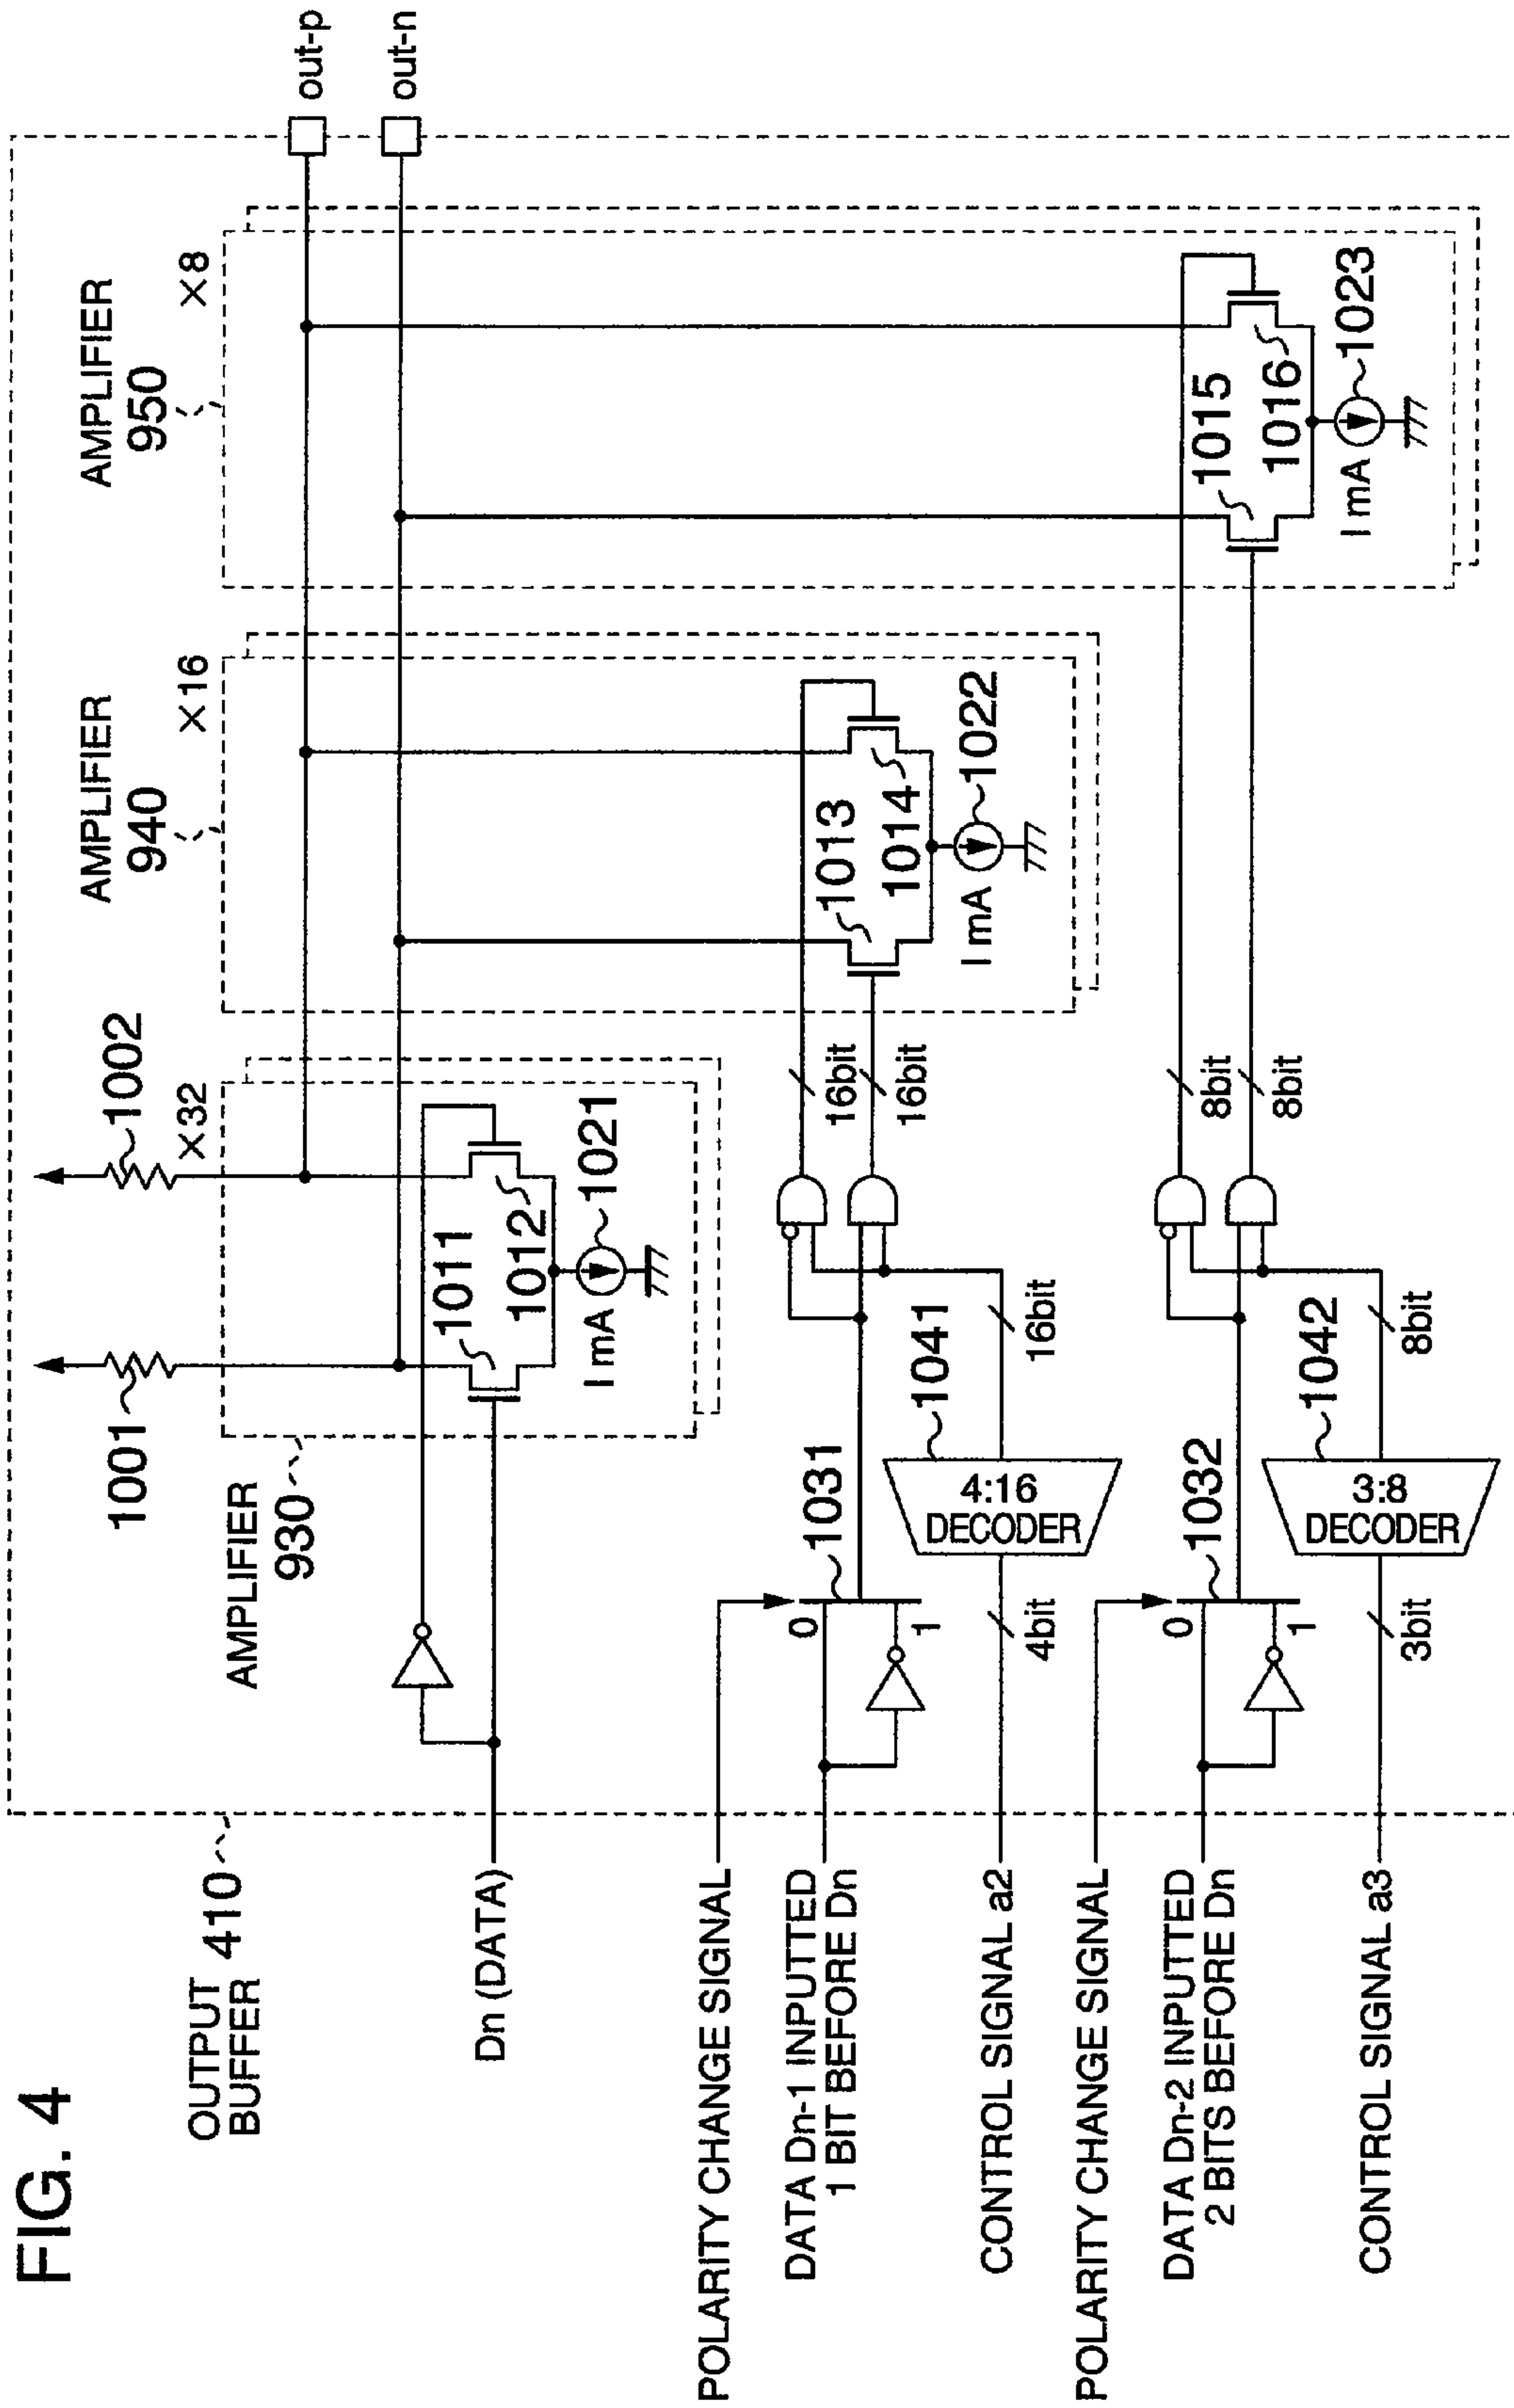 FIG. 4
OUTPUT
BUFFER 410
AMPLIFIER
930
1001
1002
×32
AMPLIFIER
940
×16
AMPLIFIER
950
×8
out-p
out-n
Dn (DATA)
1011
1012
1 mA
1021
POLARITY CHANGE SIGNAL
DATA Dn-1 INPUTTED
1 BIT BEFORE Dn
0
1
1031
CONTROL SIGNAL a2
4bit
4:16
DECODER
1041
16bit
16bit
16bit
1013
1014
1 mA
1022
POLARITY CHANGE SIGNAL
DATA Dn-2 INPUTTED
2 BITS BEFORE Dn
0
1
1032
CONTROL SIGNAL a3
3bit
3:8
DECODER
1042
8bit
8bit
8bit
1015
1016
1 mA
1023